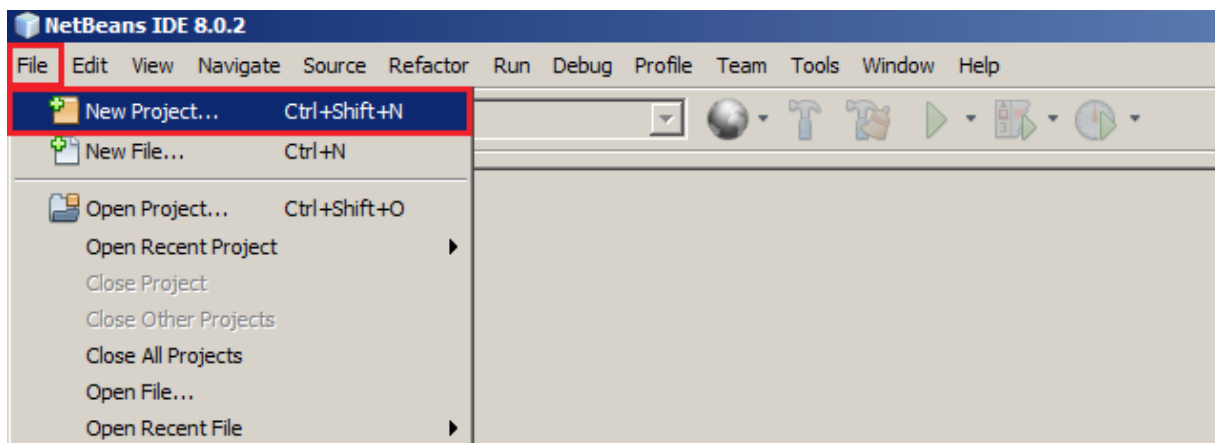 NetBeans IDE 8.0.2
File Edit View Navigate Source Refactor Run Debug Profile Team Tools Window Help
New Project... Ctrl+Shift+N
New File... Ctrl+N
Open Project... Ctrl+Shift+O
Open Recent Project
Close Project
Close Other Projects
Close All Projects
Open File...
Open Recent File